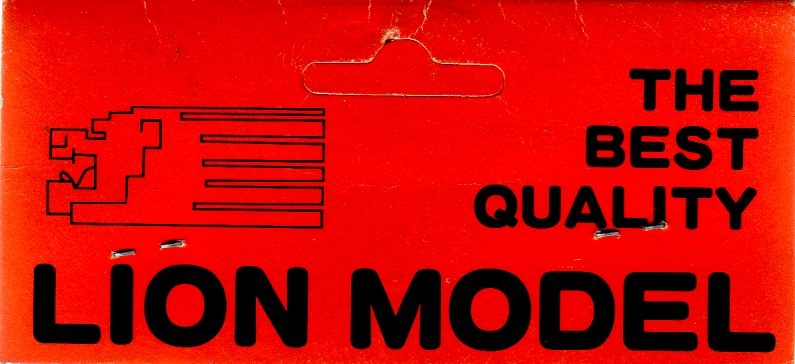 THE
BEST
QUALITY
LION MODEL